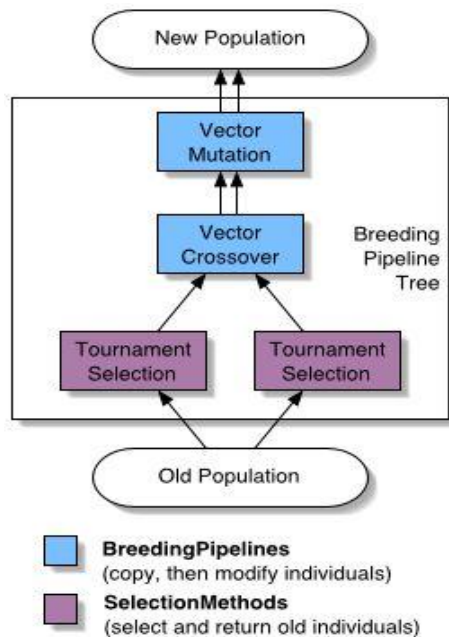 New Population
Vector
Mutation
Vector
Crossover
Breeding
Pipeline
Tree
Tournament
Selection
Tournament
Selection
Old Population
BreedingPipelines
(copy, then modify individuals)
SelectionMethods
(select and return old individuals)